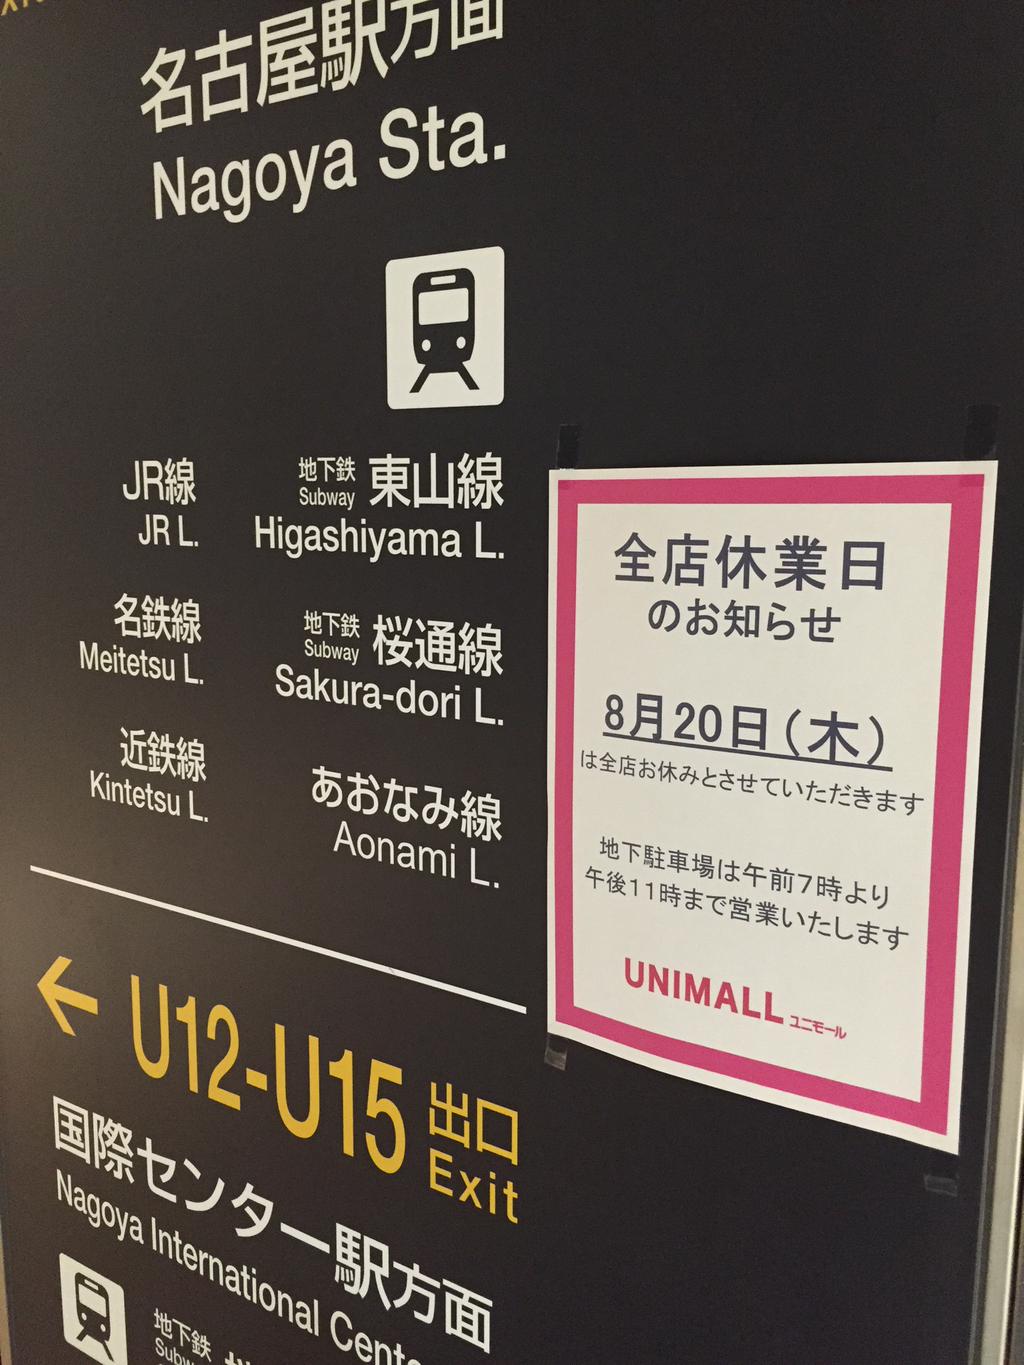 名古屋駅方面
Nagoya Sta.
JR線
JR L.
地下鉄
Subway
東山線
Higashiyama L.
名鉄線
Meitetsu L.
地下鉄
Subway
桜通線
Sakura-dori L.
近鉄線
Kintetsu L.
あおなみ線
Aonami L.
U12-U15 出口
Exit
国際センター駅方面
Nagoya International
地下鉄
全店休業日
のお知らせ
8月20日(木)
は全店お休みとさせていただきます
地下駐車場は午前7時より
午後11時まで営業いたします
UNIMALL ユニモール